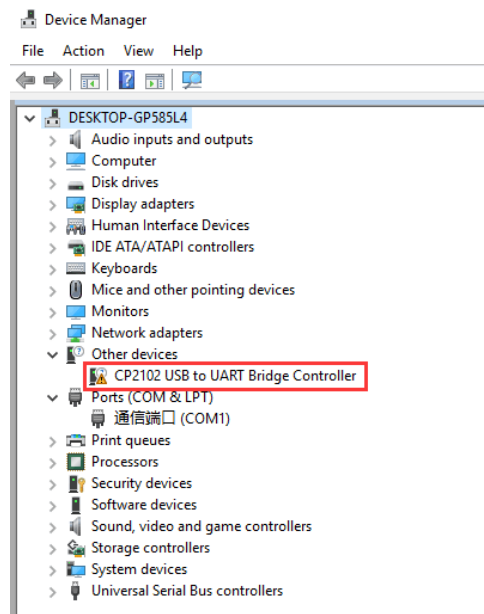 Device Manager
File Action View Help
DESKTOP-GP585L4
Audio inputs and outputs
Computer
Disk drives
Display adapters
Human Interface Devices
IDE ATA/ATAPI controllers
Keyboards
Mice and other pointing devices
Monitors
Network adapters
Other devices
CP2102 USB to UART Bridge Controller
Ports (COM & LPT)
通信端口 (COM1)
Print queues
Processors
Security devices
Software devices
Sound, video and game controllers
Storage controllers
System devices
Universal Serial Bus controllers